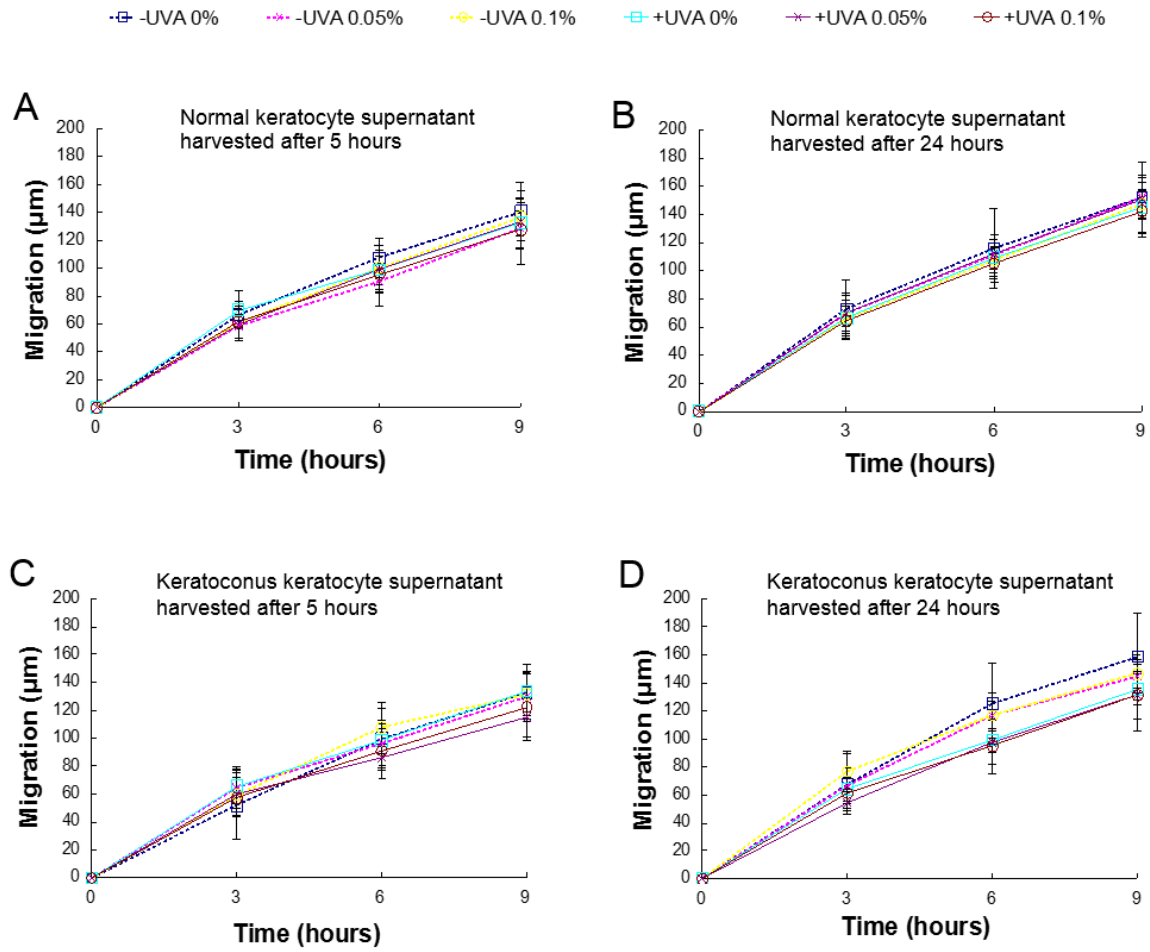 -UVA 0% -UVA 0.05% -UVA 0.1% +UVA 0% +UVA 0.05% +UVA 0.1%
A
Normal keratocyte supernatant
harvested after 5 hours
200
180
160
140
120
100
80
60
40
20
0
Migration (µm)
0 3 6 9
Time (hours)
B
Normal keratocyte supernatant
harvested after 24 hours
200
180
160
140
120
100
80
60
40
20
0
Migration (µm)
0 3 6 9
Time (hours)
C
Keratoconus keratocyte supernatant
harvested after 5 hours
200
180
160
140
120
100
80
60
40
20
0
Migration (µm)
0 3 6 9
Time (hours)
D
Keratoconus keratocyte supernatant
harvested after 24 hours
200
180
160
140
120
100
80
60
40
20
0
Migration (µm)
0 3 6 9
Time (hours)